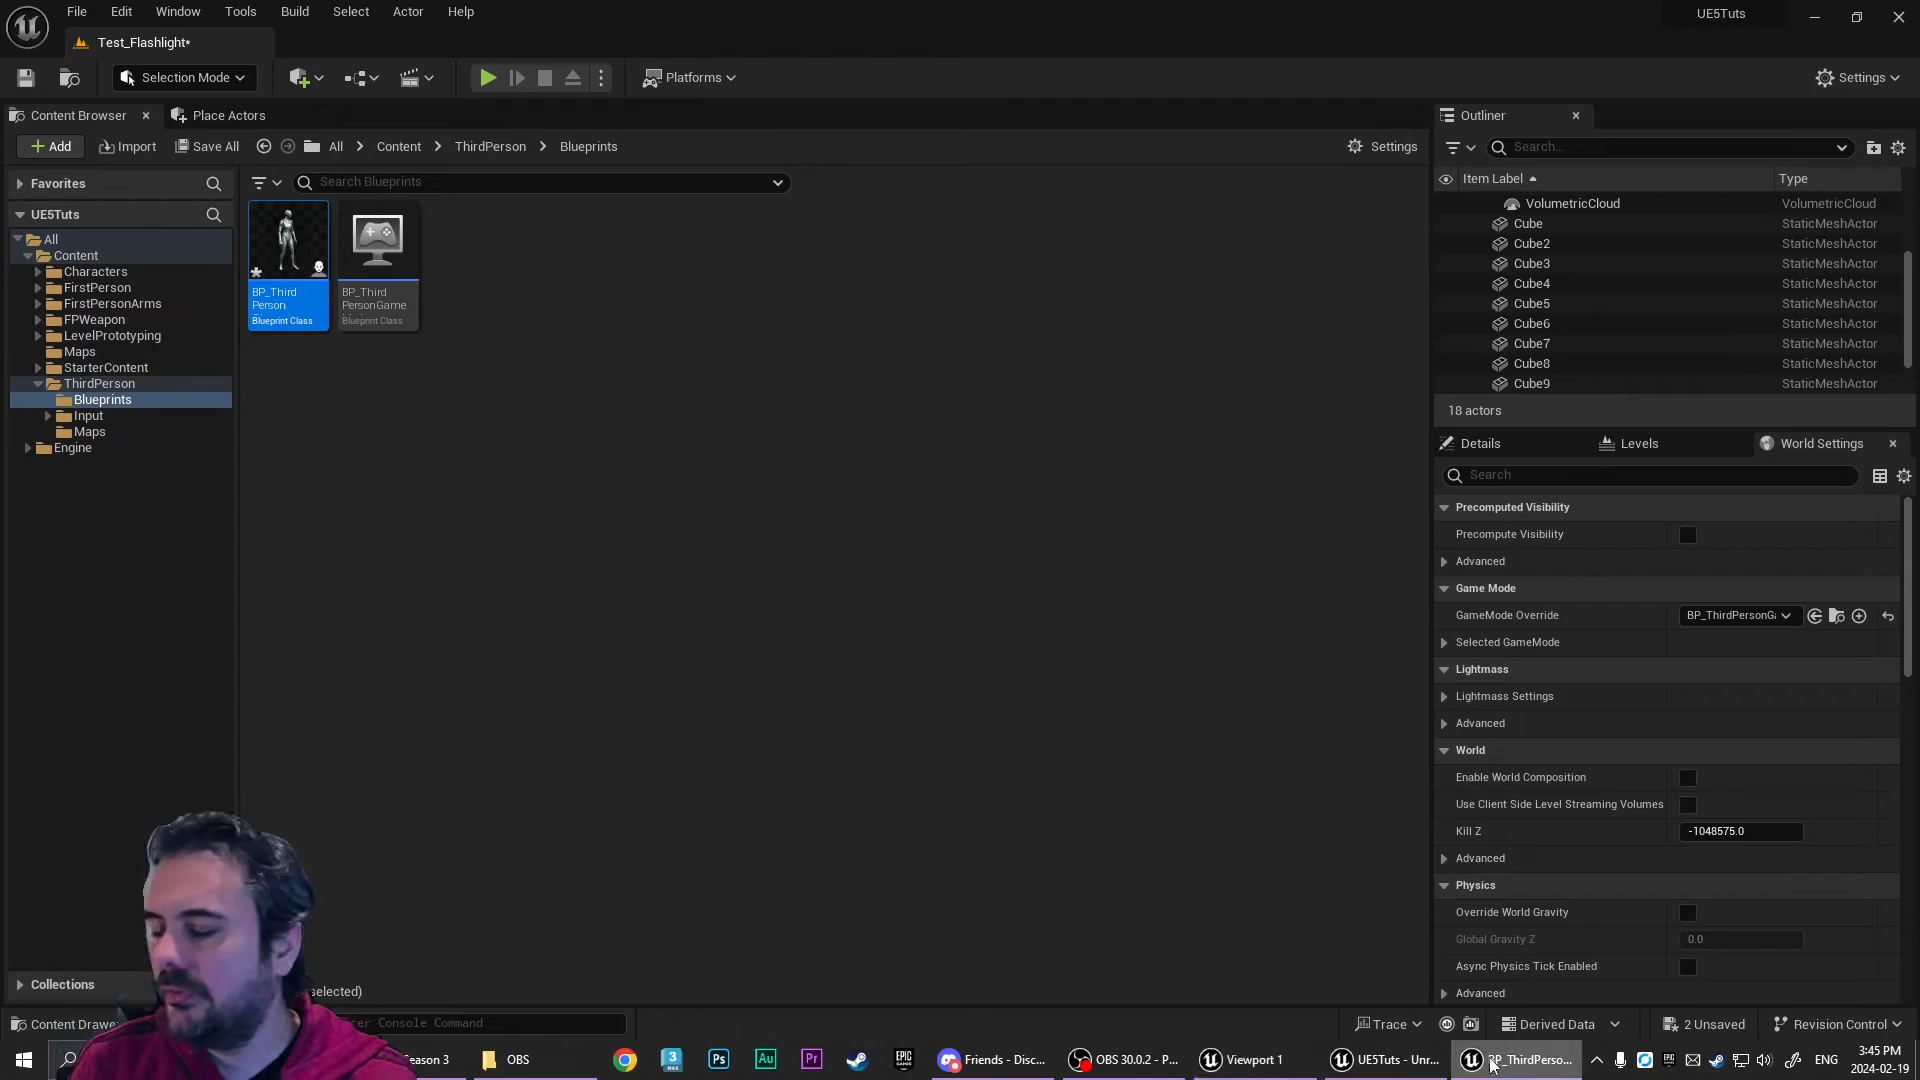 File Edit Window Tools Build Select Actor Help
UE5Tuts
Test_Flashlight*
Selection Mode
Platforms
Settings
Content Browser
Place Actors
Outliner
Add
Import
Save All
All
Content
ThirdPerson
Blueprints
Settings
Search...
Favorites
Search Blueprints
Item Label
Type
UE5Tuts
All
Content
Characters
FirstPerson
FirstPersonArms
FPWeapon
LevelPrototyping
Maps
StarterContent
ThirdPerson
Blueprints
Input
Maps
Engine
BP_Third
Person
Blueprint Class
BP_Third
PersonGame
Blueprint Class
VolumetricCloud VolumetricCloud
Cube StaticMeshActor
Cube2 StaticMeshActor
Cube3 StaticMeshActor
Cube4 StaticMeshActor
Cube5 StaticMeshActor
Cube6 StaticMeshActor
Cube7 StaticMeshActor
Cube8 StaticMeshActor
Cube9 StaticMeshActor
18 actors
Details
Levels
World Settings
Search
Precomputed Visibility
Precompute Visibility
Advanced
Game Mode
GameMode Override BP_ThirdPersonGa
Selected GameMode
Lightmass
Lightmass Settings
Advanced
World
Enable World Composition
Use Client Side Level Streaming Volumes
Kill Z -1048575.0
Advanced
Physics
Override World Gravity
Global Gravity Z 0.0
Async Physics Tick Enabled
Advanced
Collections
selected)
Content Drawe
er Console Command
Trace
Derived Data
2 Unsaved
Revision Control
eason 3
OBS
Friends - Disc...
OBS 30.0.2 - P...
Viewport 1
UE5Tuts - Unr...
BP_ThirdPerso...
ENG
3:45 PM
2024-02-19